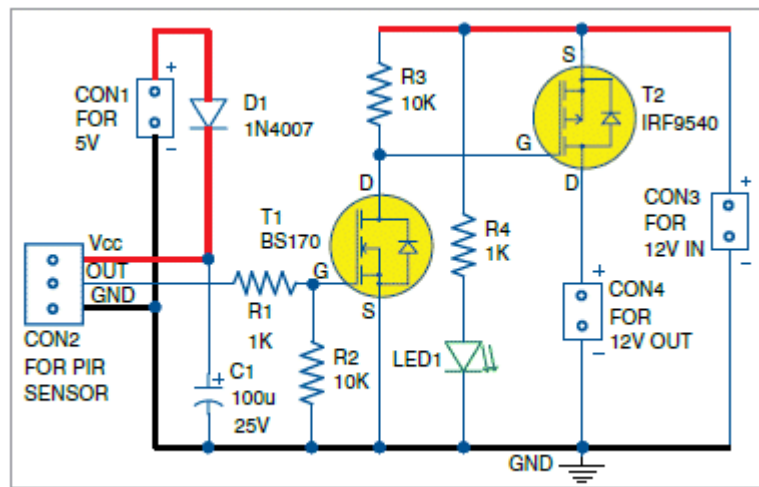 CON1
FOR
5V
+
−
D1
1N4007
R3
10K
S
T2
IRF9540
G
D
D
T1
BS170
G
S
R4
1K
+
CON3
FOR
12V IN
−
Vcc
OUT
GND
CON2
FOR PIR
SENSOR
R1
1K
R2
10K
C1
+
100u
25V
LED1
+
CON4
FOR
12V OUT
−
GND